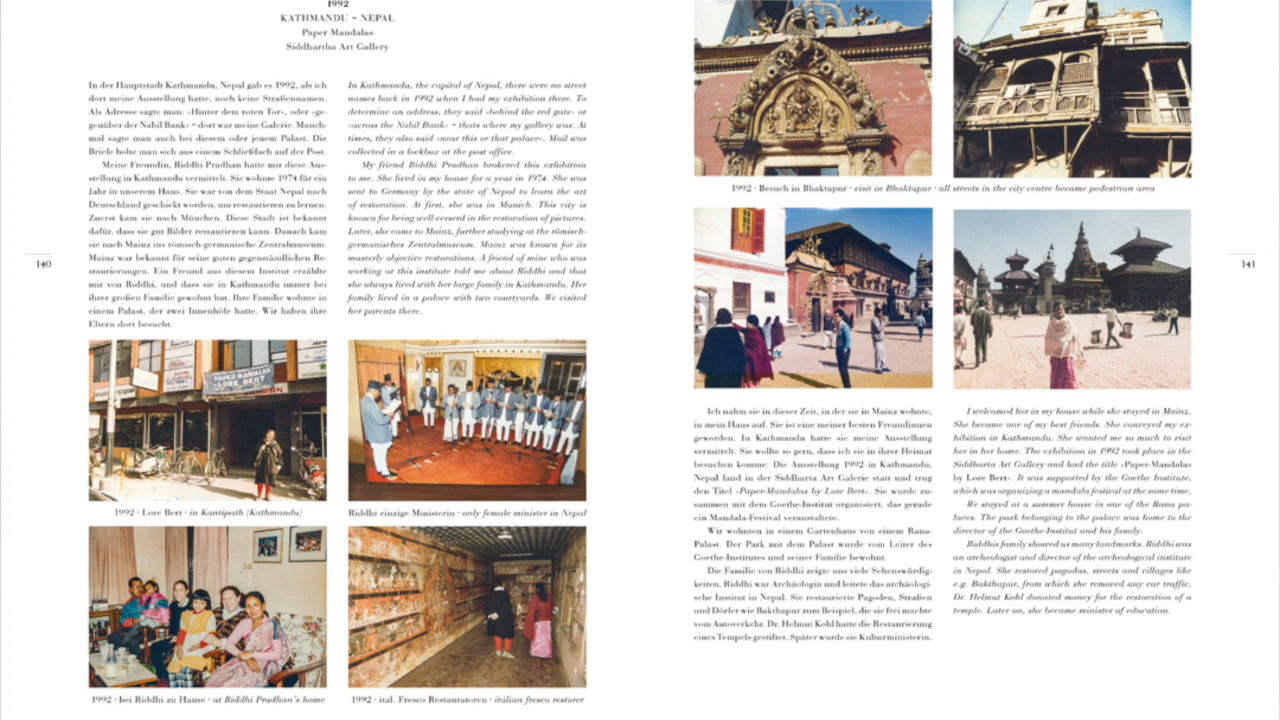 1992
KATHMANDU – NEPAL
Paper Mandalas
Siddhartha Art Gallery
In der Hauptstadt Kathmandu, Nepal gab es 1992, als ich
dort meine Ausstellung hatte, noch keine Straßennamen.
Als Adresse sagte man: ›Hinter dem roten Tor‹, oder ›ge-
genüber der Nabil Bank‹ – dort war meine Galerie. Manch-
mal sagte man auch bei diesem oder jenem Palast. Die
Briefe holte man sich aus einem Schließfach auf der Post.
Meine Freundin, Riddhi Pradhan hatte mir diese Aus-
stellung in Kathmandu vermittelt. Sie wohnte 1974 für ein
Jahr in unserem Haus. Sie war von dem Staat Nepal nach
Deutschland geschickt worden, um restaurieren zu lernen.
Zuerst kam sie nach München. Diese Stadt ist bekannt
dafür, dass sie gut Bilder restaurieren kann. Danach kam
sie nach Mainz ins römisch-germanische Zentralmuseum.
Mainz war bekannt für seine guten gegenständlichen Re-
staurierungen. Ein Freund aus diesem Institut erzählte
mir von Riddhi, und dass sie in Kathmandu immer bei
ihrer großen Familie gewohnt hat. Ihre Familie wohnte in
einem Palast, der zwei Innenhöfe hatte. Wir haben ihre
Eltern dort besucht.
In Kathmandu, the capital of Nepal, there were no street
names back in 1992 when I had my exhibition there. To
determine an address, they said ›behind the red gate‹ or
›across the Nabil Bank‹ – thats where my gallery was. At
times, they also said ›next this or that palace‹. Mail was
collected in a lockbox at the post office.
My friend Riddhi Pradhan brokered this exhibition
to me. She lived in my house for a year in 1974. She was
sent to Germany by the state of Nepal to learn the art
of restoration. At first, she was in Munich. This city is
known for being well-versed in the restoration of pictures.
Later, she came to Mainz, further studying at the römisch-
germanisches Zentralmuseum. Mainz was known for its
masterly objective restorations. A friend of mine who was
working at this institute told me about Riddhi and that
she always lived with her large family in Kathmandu. Her
family lived in a palace with two courtyards. We visited
her parents there.
140
PAPER MANDALAS
LORE BERT
1992 · Lore Bert · in Kantipath (Kathmandu)
Riddhi einzige Ministerin · only female minister in Nepal
1992 · bei Riddhi zu Hause · at Riddhi Pradhan's home
1992 · ital. Fresco Restauratoren · italian fresco restorer
1992 · Besuch in Bhaktapur · visit in Bhaktapur · all streets in the city centre became pedestrian area
141
Ich nahm sie in dieser Zeit, in der sie in Mainz wohnte,
in mein Haus auf. Sie ist eine meiner besten Freundinnen
geworden. In Kathmandu hatte sie meine Ausstellung
vermittelt. Sie wollte so gern, dass ich sie in ihrer Heimat
besuchen komme. Die Ausstellung 1992 in Kathmandu,
Nepal fand in der Siddharta Art Galerie statt und trug
den Titel ›Paper-Mandalas by Lore Bert‹. Sie wurde zu-
sammen mit dem Goethe-Institut organisiert, das gerade
ein Mandala-Festival veranstaltete.
Wir wohnten in einem Gartenhaus von einem Rana-
Palast. Der Park mit dem Palast wurde vom Leiter des
Goethe-Institutes und seiner Familie bewohnt.
Die Familie von Riddhi zeigte uns viele Sehenswürdig-
keiten. Riddhi war Archäologin und leitete das archäologi-
sche Institut in Nepal. Sie restaurierte Pagoden, Straßen
und Dörfer wie Bakthapur zum Beispiel, die sie frei machte
vom Autoverkehr. Dr. Helmut Kohl hatte die Restaurierung
eines Tempels gestiftet. Später wurde sie Kulturministerin.
I welcomed her in my house while she stayed in Mainz.
She became one of my best friends. She conveyed my ex-
hibition in Kathmandu. She wanted me so much to visit
her in her home. The exhibition in 1992 took place in the
Siddharta Art Gallery and had the title ›Paper-Mandalas
by Lore Bert‹. It was supported by the Goethe Institute,
which was organizing a mandala festival at the same time.
We stayed at a summer house in one of the Rana pa-
laces. The park belonging to the palace was home to the
director of the Goethe-Institut and his family.
Riddhis family showed us many landmarks. Riddhi was
an archeologist and director of the archeological institute
in Nepal. She restored pagodas, streets and villages like
e.g. Bakthapur, from which she removed any car traffic.
Dr. Helmut Kohl donated money for the restoration of a
temple. Later on, she became minister of education.